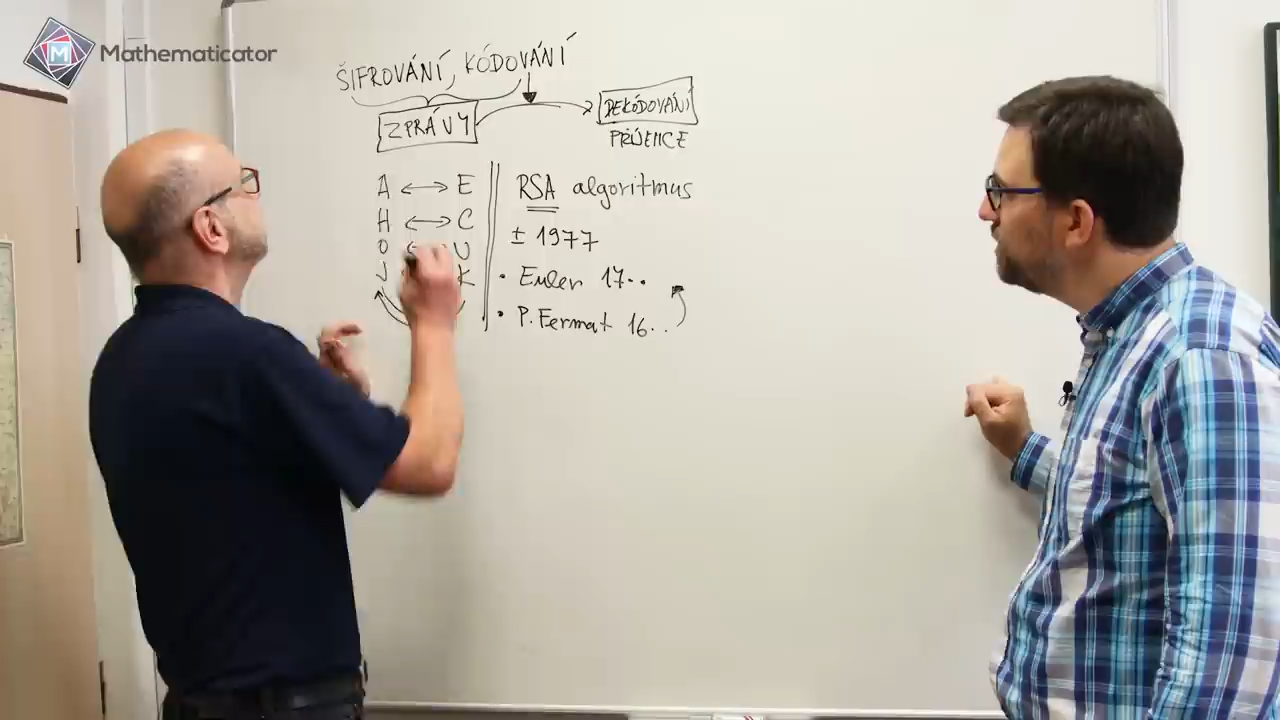 Mathematicator
M
ŠIFROVÁNÍ, KÓDOVÁNÍ
ZPRÁVY
DEKÓDOVÁNÍ
PŘÍJEMCE
A ↔ E
H ↔ C
O ↔ U
J K
RSA algoritmus
± 1977
• Euler 17..
• P. Fermat 16..